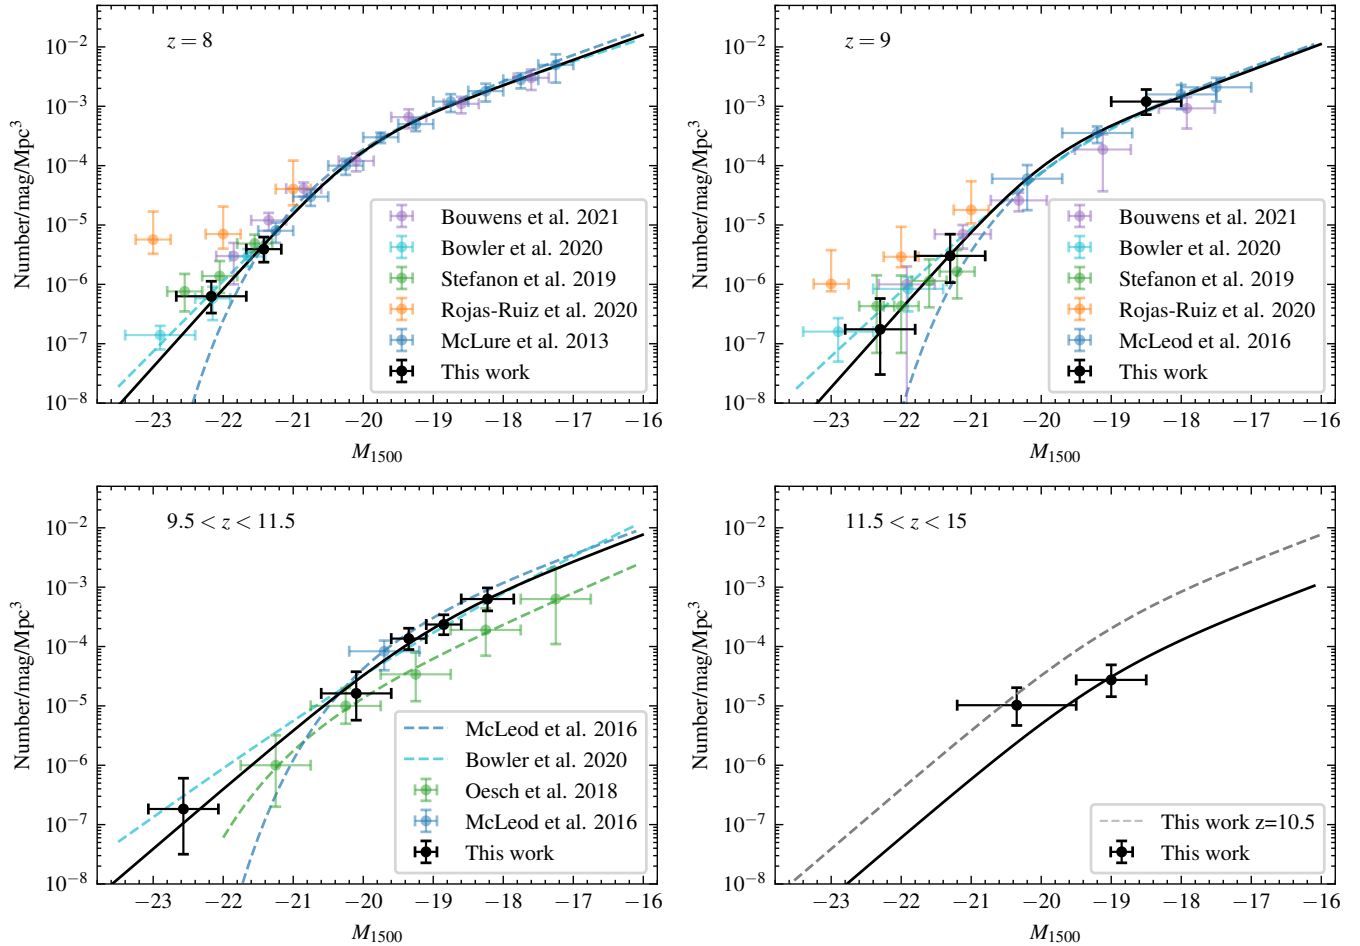 z = 8
10⁻²
10⁻³
10⁻⁴
10⁻⁵
10⁻⁶
10⁻⁷
10⁻⁸
Number/mag/Mpc³
Bouwens et al. 2021
Bowler et al. 2020
Stefanon et al. 2019
Rojas-Ruiz et al. 2020
McLure et al. 2013
This work
−23 −22 −21 −20 −19 −18 −17 −16
M₁₅₀₀
z = 9
10⁻²
10⁻³
10⁻⁴
10⁻⁵
10⁻⁶
10⁻⁷
10⁻⁸
Number/mag/Mpc³
Bouwens et al. 2021
Bowler et al. 2020
Stefanon et al. 2019
Rojas-Ruiz et al. 2020
McLeod et al. 2016
This work
−23 −22 −21 −20 −19 −18 −17 −16
M₁₅₀₀
9.5 < z < 11.5
10⁻²
10⁻³
10⁻⁴
10⁻⁵
10⁻⁶
10⁻⁷
10⁻⁸
Number/mag/Mpc³
McLeod et al. 2016
Bowler et al. 2020
Oesch et al. 2018
McLeod et al. 2016
This work
−23 −22 −21 −20 −19 −18 −17 −16
M₁₅₀₀
11.5 < z < 15
10⁻²
10⁻³
10⁻⁴
10⁻⁵
10⁻⁶
10⁻⁷
10⁻⁸
Number/mag/Mpc³
This work z=10.5
This work
−23 −22 −21 −20 −19 −18 −17 −16
M₁₅₀₀